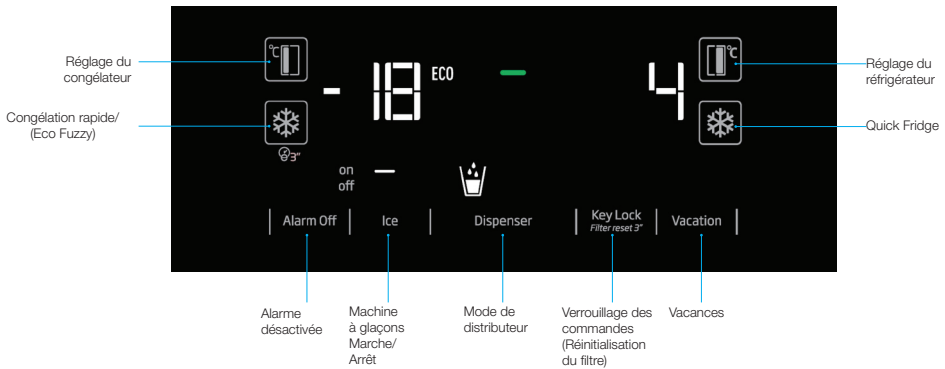 Réglage du
congélateur
Congélation rapide/
(Eco Fuzzy)
°C
- 18
ECO
4
°C
3"
on
off
Alarm Off
Ice
Dispenser
Key Lock
Filter reset 3"
Vacation
Réglage du
réfrigérateur
Quick Fridge
Alarme
désactivée
Machine
à glaçons
Marche/
Arrêt
Mode de
distributeur
Verrouillage des
commandes
(Réinitialisation
du filtre)
Vacances